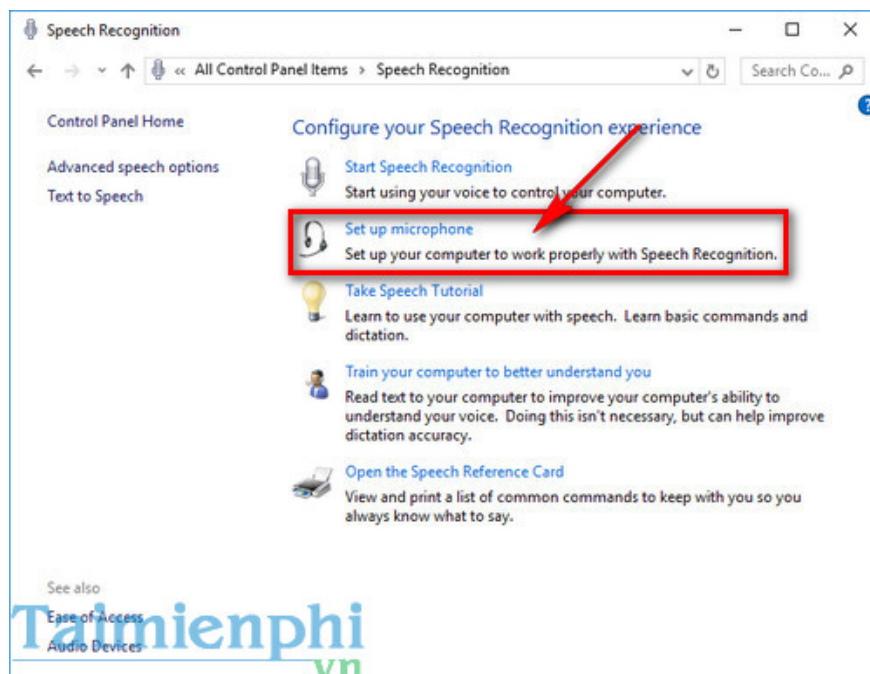 Speech Recognition
« All Control Panel Items > Speech Recognition
Search Co...
Control Panel Home
Advanced speech options
Text to Speech
Configure your Speech Recognition experience
Start Speech Recognition
Start using your voice to control your computer.
Set up microphone
Set up your computer to work properly with Speech Recognition.
Take Speech Tutorial
Learn to use your computer with speech. Learn basic commands and
dictation.
Train your computer to better understand you
Read text to your computer to improve your computer's ability to
understand your voice. Doing this isn't necessary, but can help improve
dictation accuracy.
Open the Speech Reference Card
View and print a list of common commands to keep with you so you
always know what to say.
See also
Ease of Access
Audio Devices
Taimienphi
vn